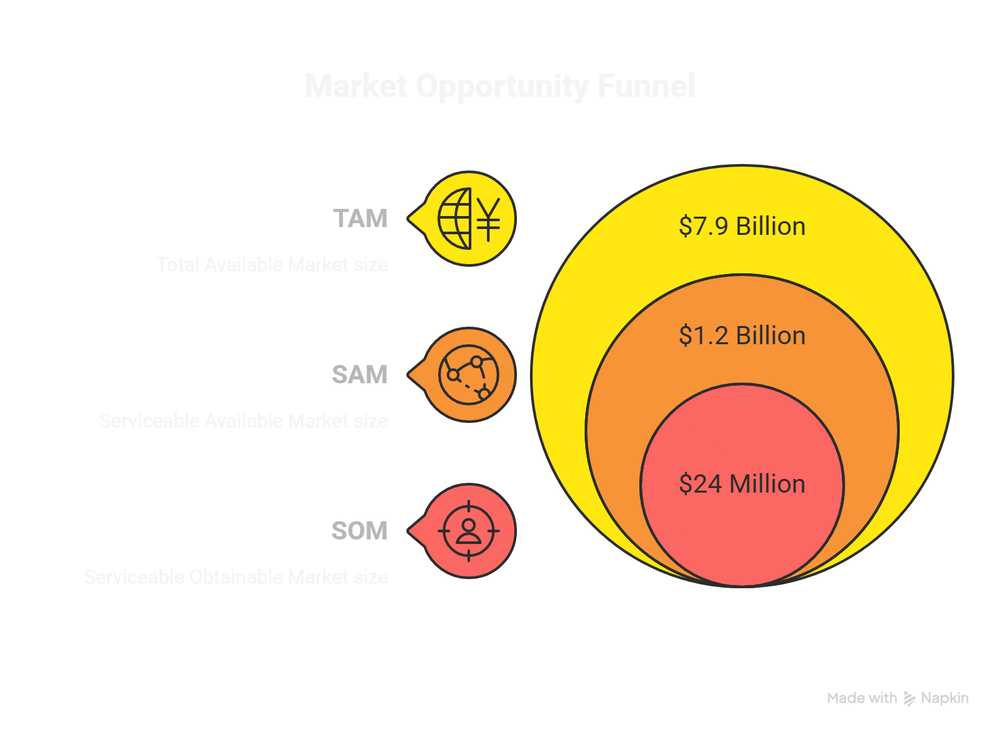 Market Opportunity Funnel
TAM
Total Available Market size
$7.9 Billion
SAM
Serviceable Available Market size
$1.2 Billion
SOM
Serviceable Obtainable Market size
$24 Million
Made with Napkin